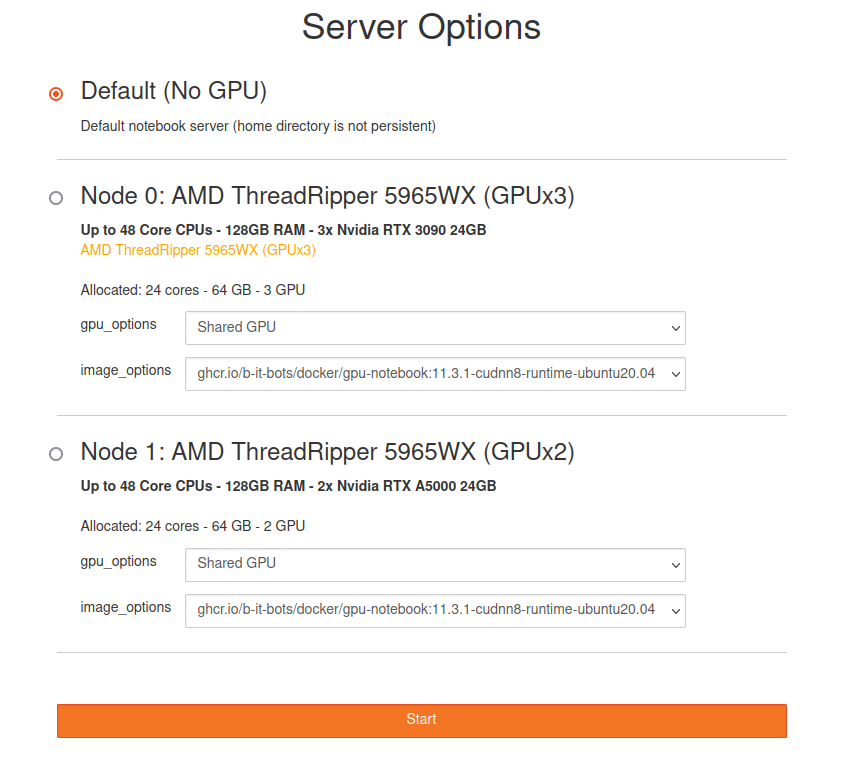 Server Options
Default (No GPU)
Default notebook server (home directory is not persistent)
Node 0: AMD ThreadRipper 5965WX (GPUx3)
Up to 48 Core CPUs - 128GB RAM - 3x Nvidia RTX 3090 24GB
AMD ThreadRipper 5965WX (GPUx3)
Allocated: 24 cores - 64 GB - 3 GPU
gpu_options Shared GPU
image_options ghcr.io/b-it-bots/docker/gpu-notebook:11.3.1-cudnn8-runtime-ubuntu20.04
Node 1: AMD ThreadRipper 5965WX (GPUx2)
Up to 48 Core CPUs - 128GB RAM - 2x Nvidia RTX A5000 24GB
Allocated: 24 cores - 64 GB - 2 GPU
gpu_options Shared GPU
image_options ghcr.io/b-it-bots/docker/gpu-notebook:11.3.1-cudnn8-runtime-ubuntu20.04
Start